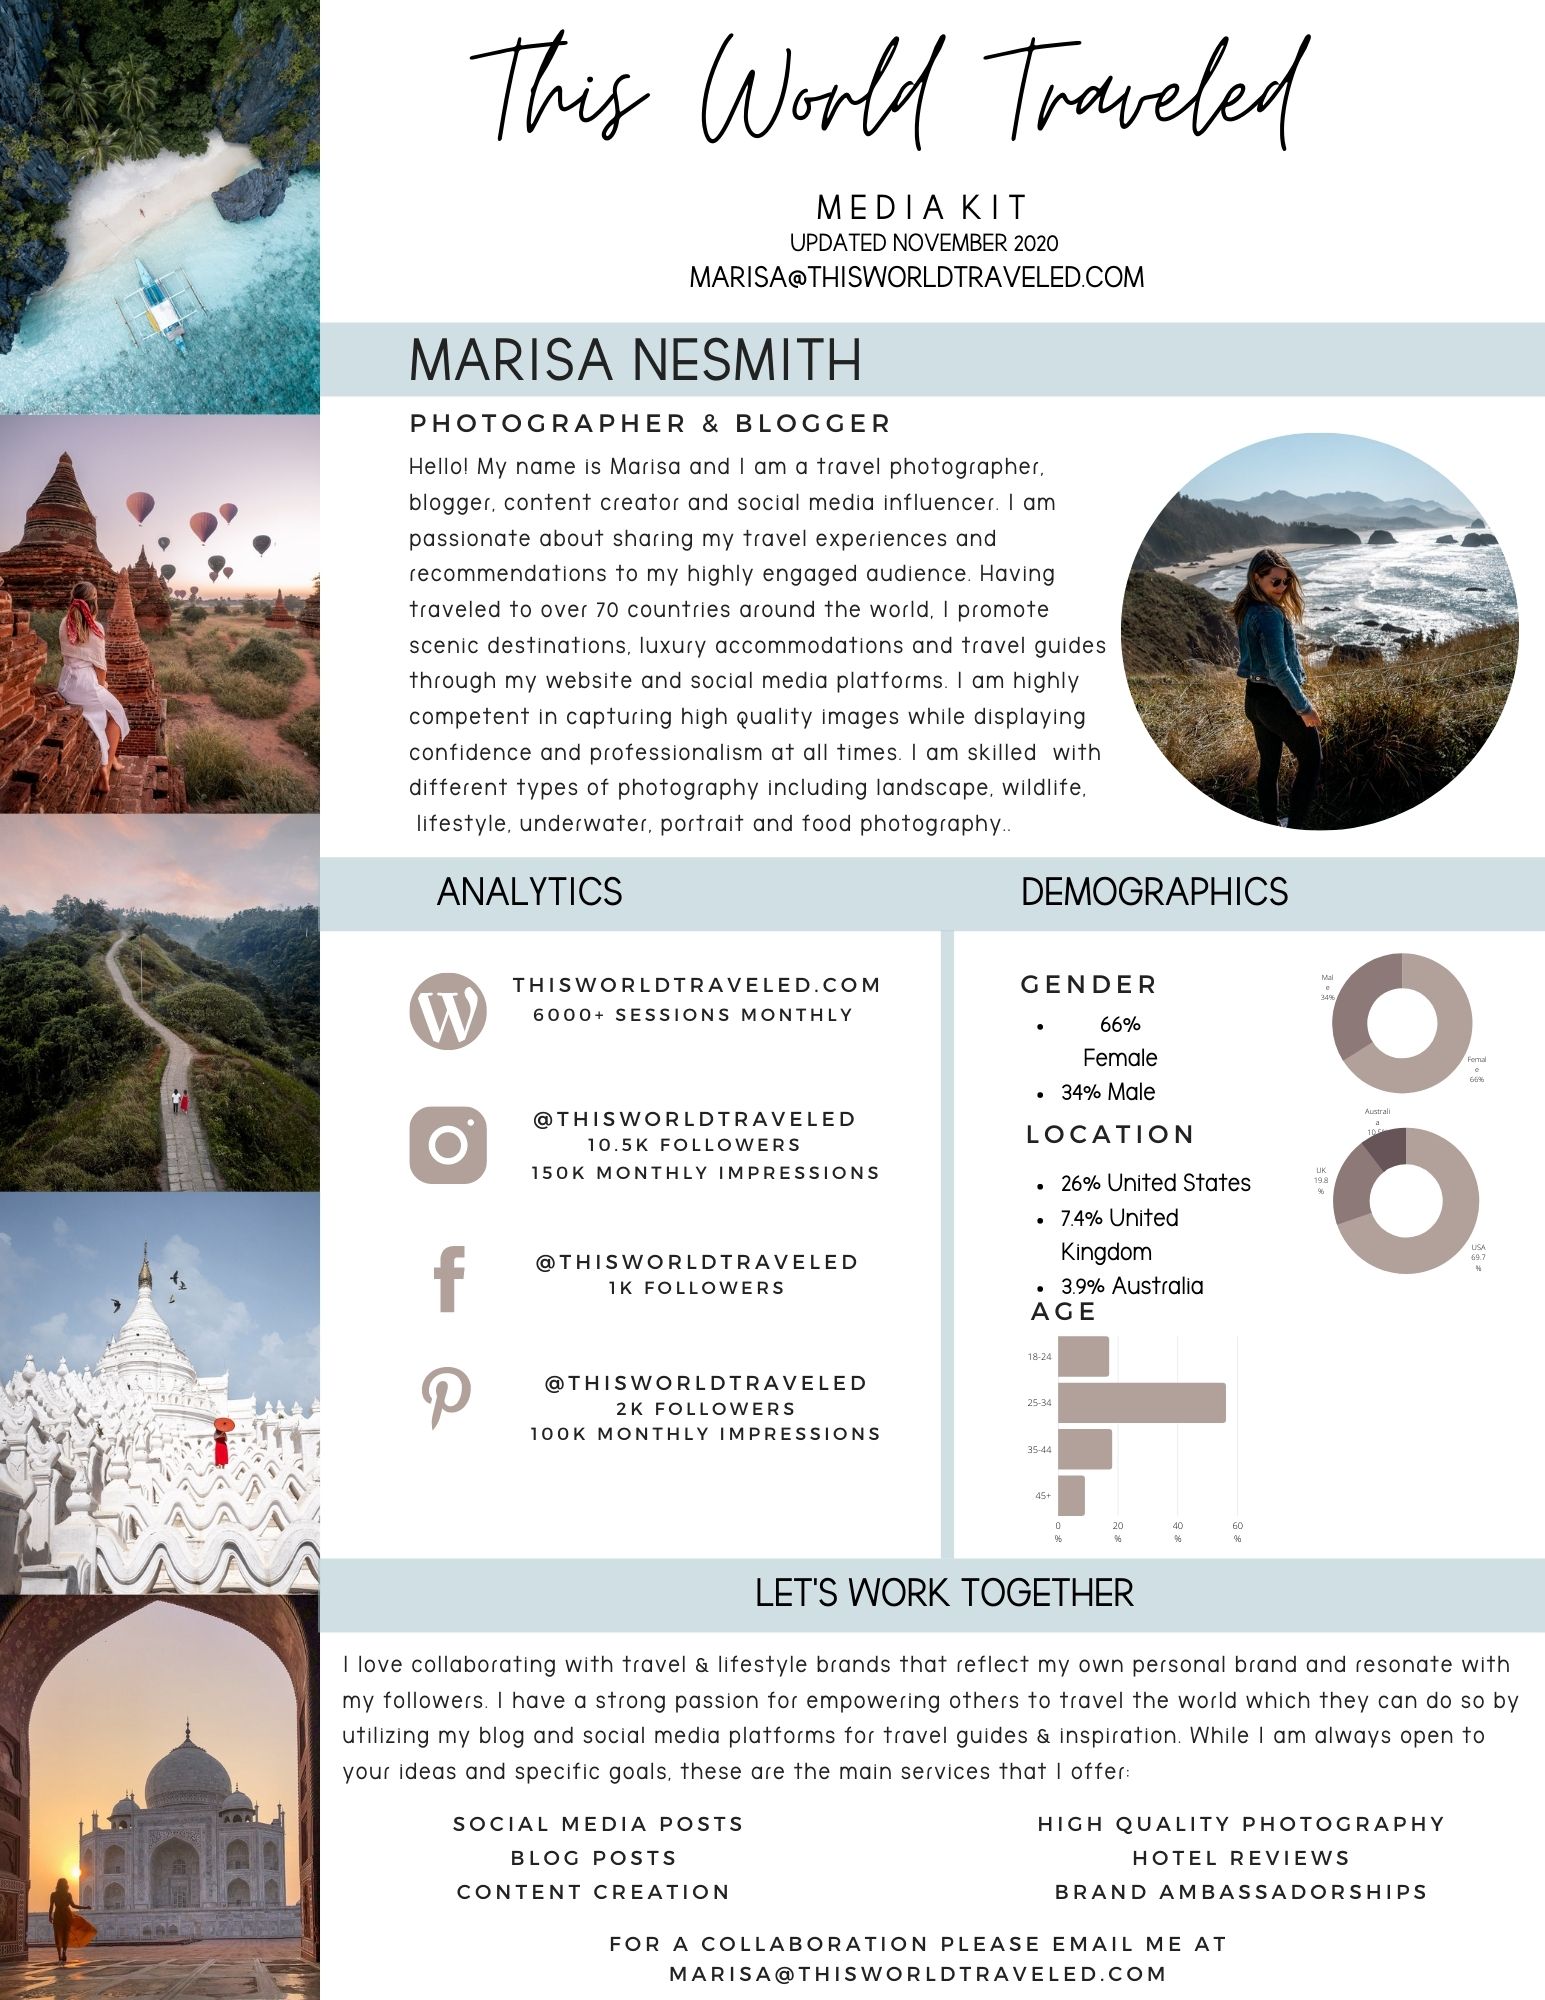 This World Traveled
MEDIA KIT
UPDATED NOVEMBER 2020
MARISA@THISWORLDTRAVELED.COM
MARISA NESMITH
PHOTOGRAPHER & BLOGGER
Hello! My name is Marisa and I am a travel photographer,
blogger, content creator and social media influencer. I am
passionate about sharing my travel experiences and
recommendations to my highly engaged audience. Having
traveled to over 70 countries around the world, I promote
scenic destinations, luxury accommodations and travel guides
through my website and social media platforms. I am highly
competent in capturing high quality images while displaying
confidence and professionalism at all times. I am skilled  with
different types of photography including landscape, wildlife,
lifestyle, underwater, portrait and food photography..
ANALYTICS
THISWORLDTRAVELED.COM
6000+ SESSIONS MONTHLY
@THISWORLDTRAVELED
10.5K FOLLOWERS
150K MONTHLY IMPRESSIONS
@THISWORLDTRAVELED
1K FOLLOWERS
@THISWORLDTRAVELED
2K FOLLOWERS
100K MONTHLY IMPRESSIONS
DEMOGRAPHICS
GENDER
• 66%
Female
• 34% Male
Mal
e
34%
Femal
e
66%
LOCATION
• 26% United States
• 7.4% United
Kingdom
• 3.9% Australia
Australi
a
UK
19.8
%
USA
69.7
%
AGE
18-24
25-34
35-44
45+
0
%
20
%
40
%
60
%
LET'S WORK TOGETHER
I love collaborating with travel & lifestyle brands that reflect my own personal brand and resonate with
my followers. I have a strong passion for empowering others to travel the world which they can do so by
utilizing my blog and social media platforms for travel guides & inspiration. While I am always open to
your ideas and specific goals, these are the main services that I offer:
SOCIAL MEDIA POSTS
BLOG POSTS
CONTENT CREATION
HIGH QUALITY PHOTOGRAPHY
HOTEL REVIEWS
BRAND AMBASSADORSHIPS
FOR A COLLABORATION PLEASE EMAIL ME AT
MARISA@THISWORLDTRAVELED.COM